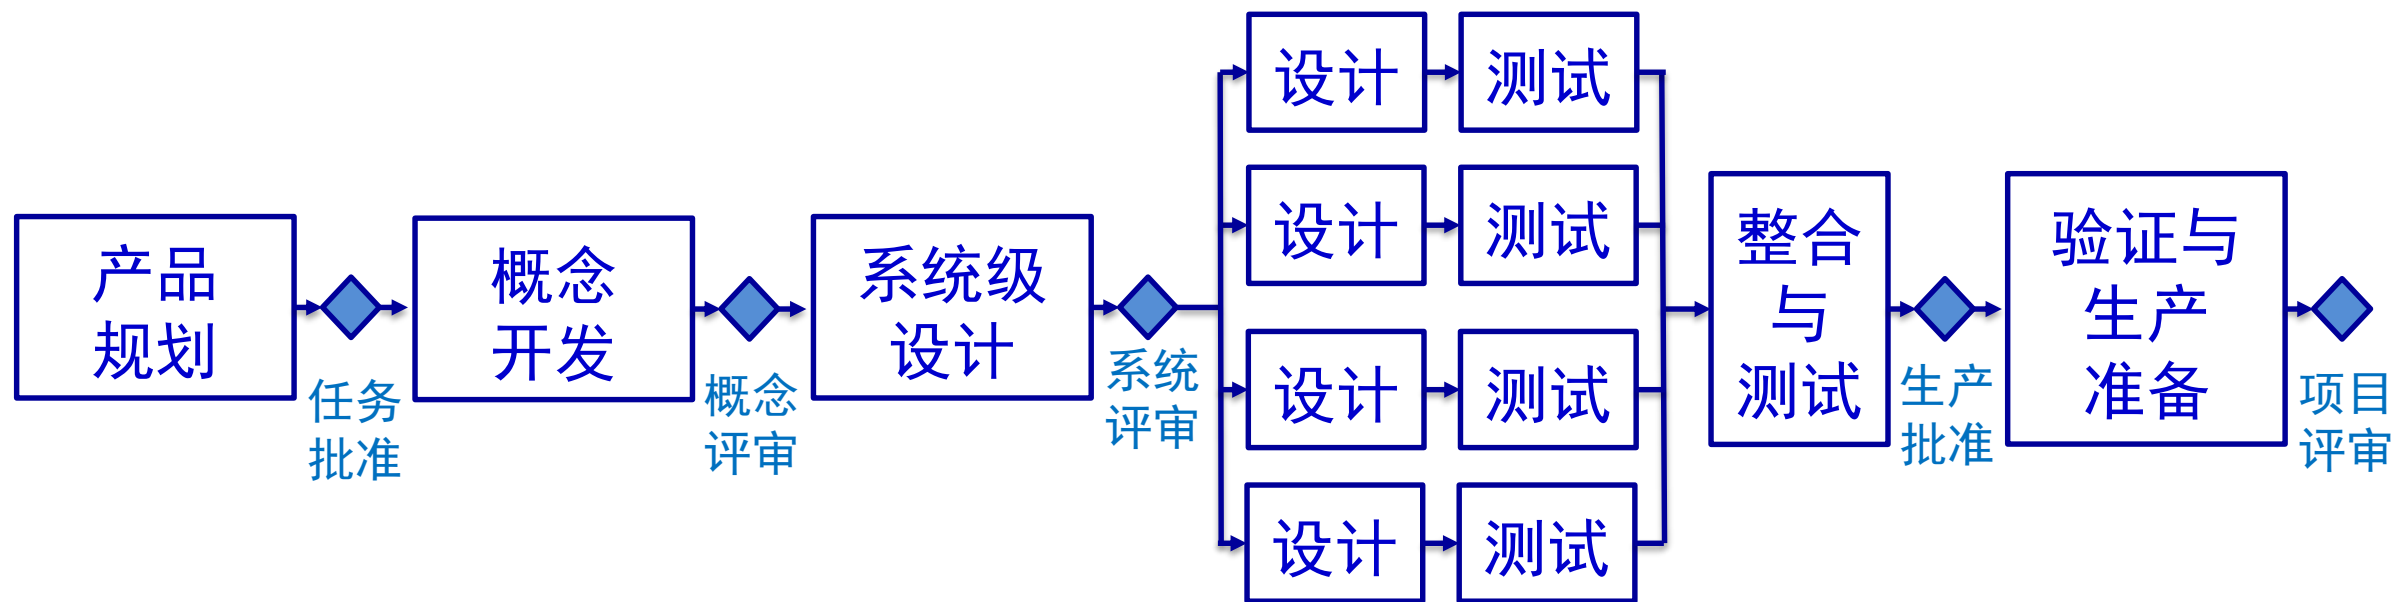 产品
规划
任务
批准
概念
开发
概念
评审
系统级
设计
系统
评审
设计
测试
设计
测试
设计
测试
设计
测试
整合
与
测试
生产
批准
验证与
生产
准备
项目
评审